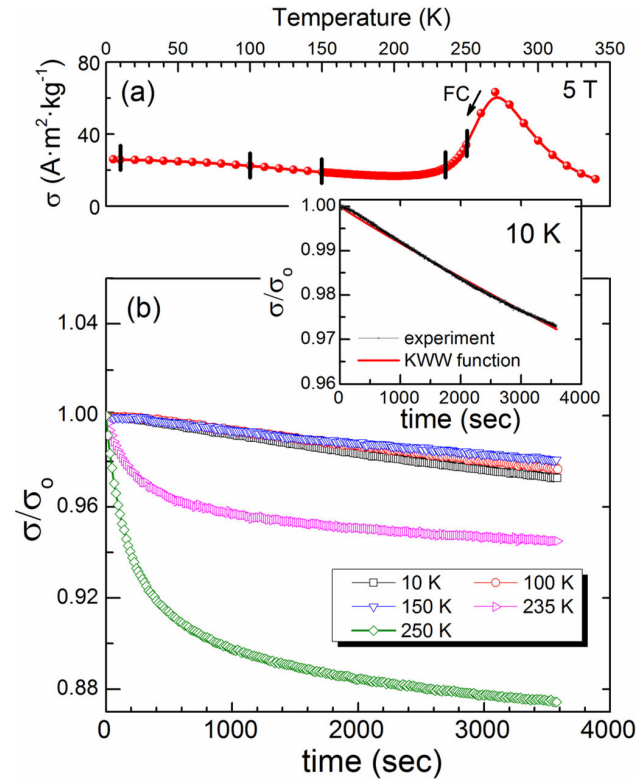 Temperature (K)
0 50 100 150 200 250 300 350
80
60
40
20
0
σ (A·m²·kg⁻¹)
(a)
FC
5 T
1.00
0.99
0.98
0.97
0.96
σ/σₒ
10 K
experiment
KWW function
0 1000 2000 3000 4000
time (sec)
(b)
1.04
1.00
0.96
0.92
0.88
σ/σₒ
10 K 100 K
150 K 235 K
250 K
0 1000 2000 3000 4000
time (sec)